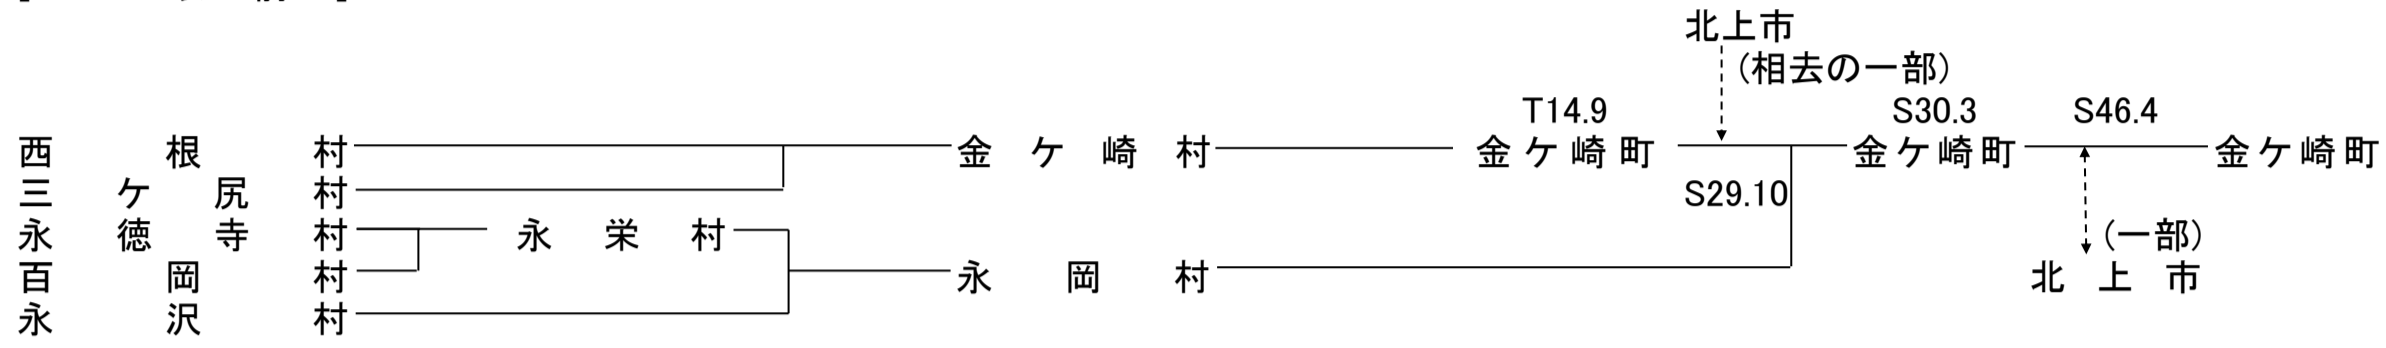 北上市
（相去の一部）
T14.9 S30.3 S46.4
西根村 金ケ崎村 金ケ崎町 金ケ崎町 金ケ崎町
三ケ尻村 S29.10
永徳寺村 永栄村 （一部）
百岡村 永岡村 北上市
永沢村